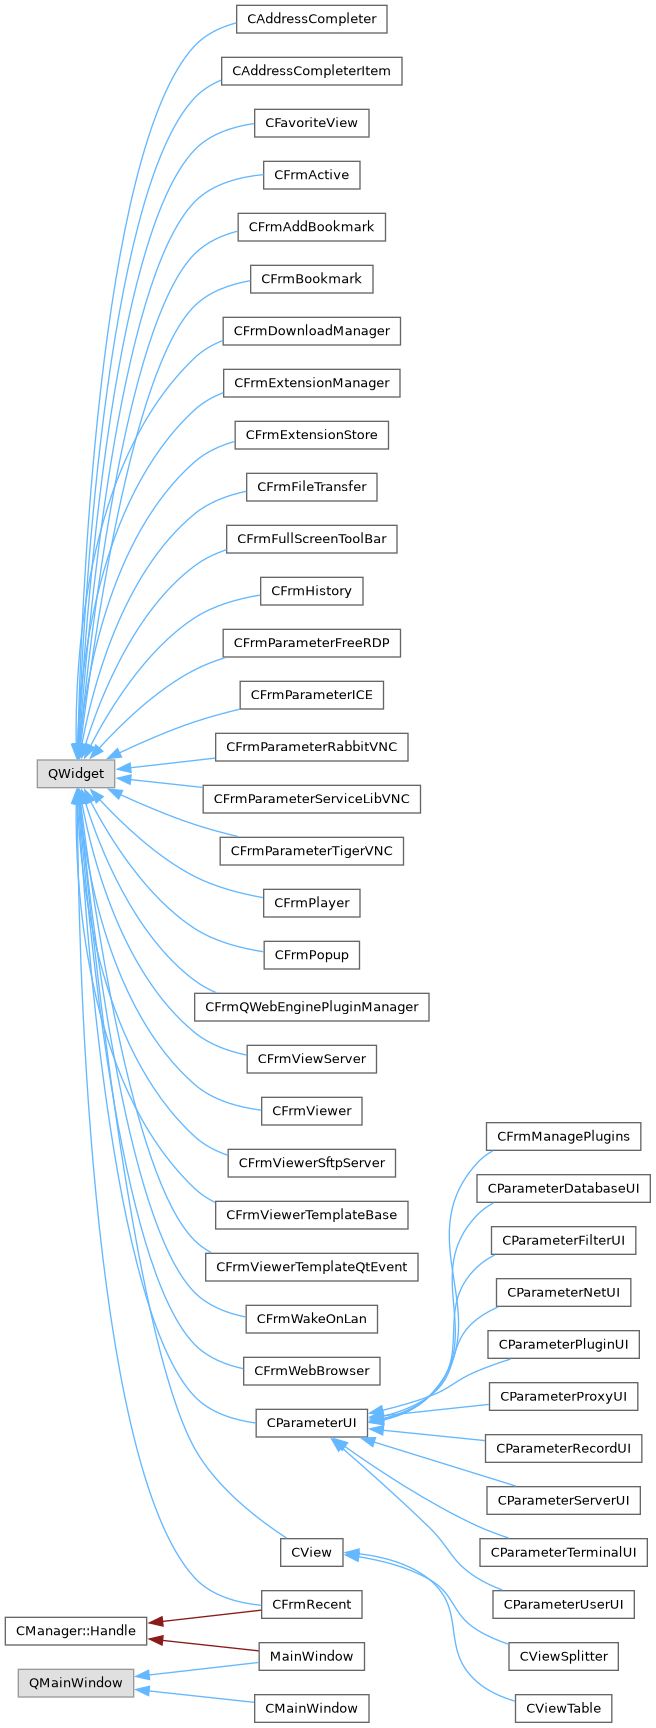 CAddressCompleter
CAddressCompleterItem
CFavoriteView
CFrmActive
CFrmAddBookmark
CFrmBookmark
CFrmDownloadManager
CFrmExtensionManager
CFrmExtensionStore
CFrmFileTransfer
CFrmFullScreenToolBar
CFrmHistory
CFrmParameterFreeRDP
CFrmParameterICE
CFrmParameterRabbitVNC
QWidget
CFrmParameterServiceLibVNC
CFrmParameterTigerVNC
CFrmPlayer
CFrmPopup
CFrmQWebEnginePluginManager
CFrmViewServer
CFrmViewer
CFrmManagePlugins
CFrmViewerSftpServer
CParameterDatabaseUI
CFrmViewerTemplateBase
CParameterFilterUI
CFrmViewerTemplateQtEvent
CParameterNetUI
CFrmWakeOnLan
CParameterPluginUI
CFrmWebBrowser
CParameterProxyUI
CParameterUI
CParameterRecordUI
CParameterServerUI
CView
CParameterTerminalUI
CFrmRecent
CParameterUserUI
CManager::Handle
MainWindow
CViewSplitter
QMainWindow
CMainWindow
CViewTable